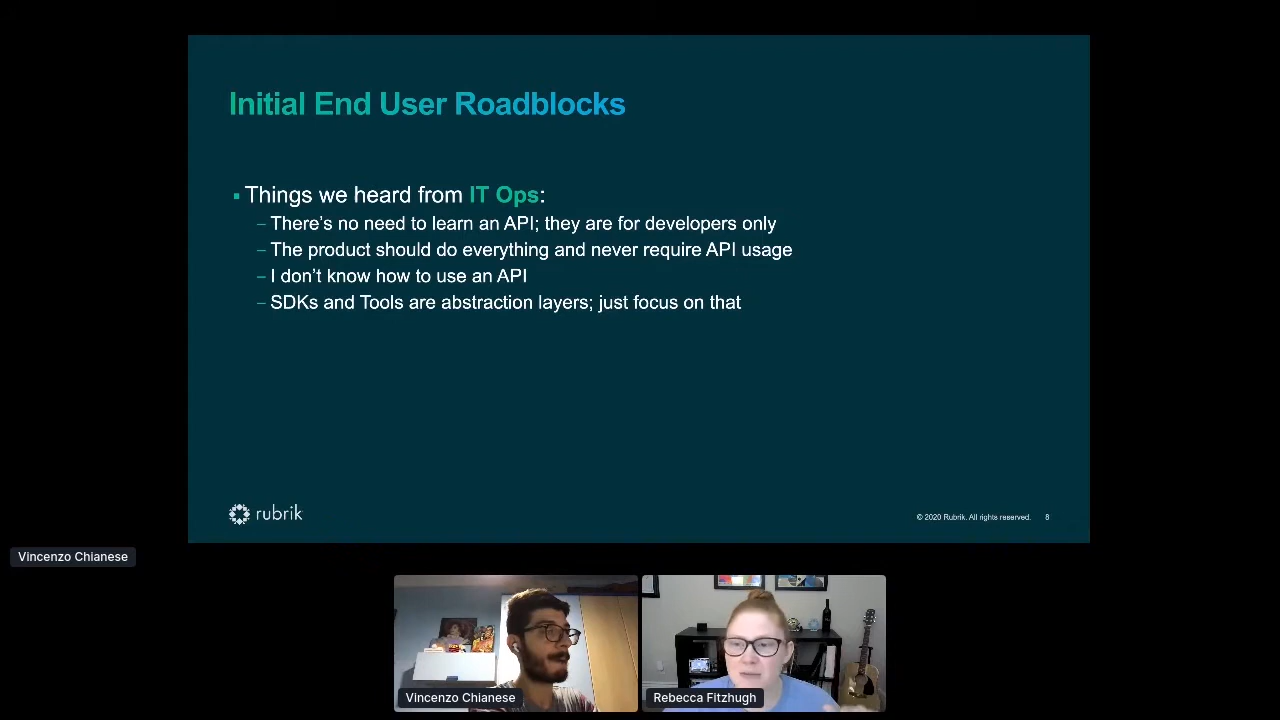 Initial End User Roadblocks
Things we heard from IT Ops:
– There's no need to learn an API; they are for developers only
– The product should do everything and never require API usage
– I don't know how to use an API
– SDKs and Tools are abstraction layers; just focus on that
rubrik
© 2020 Rubrik. All rights reserved. 8
Vincenzo Chianese
Vincenzo Chianese
Rebecca Fitzhugh